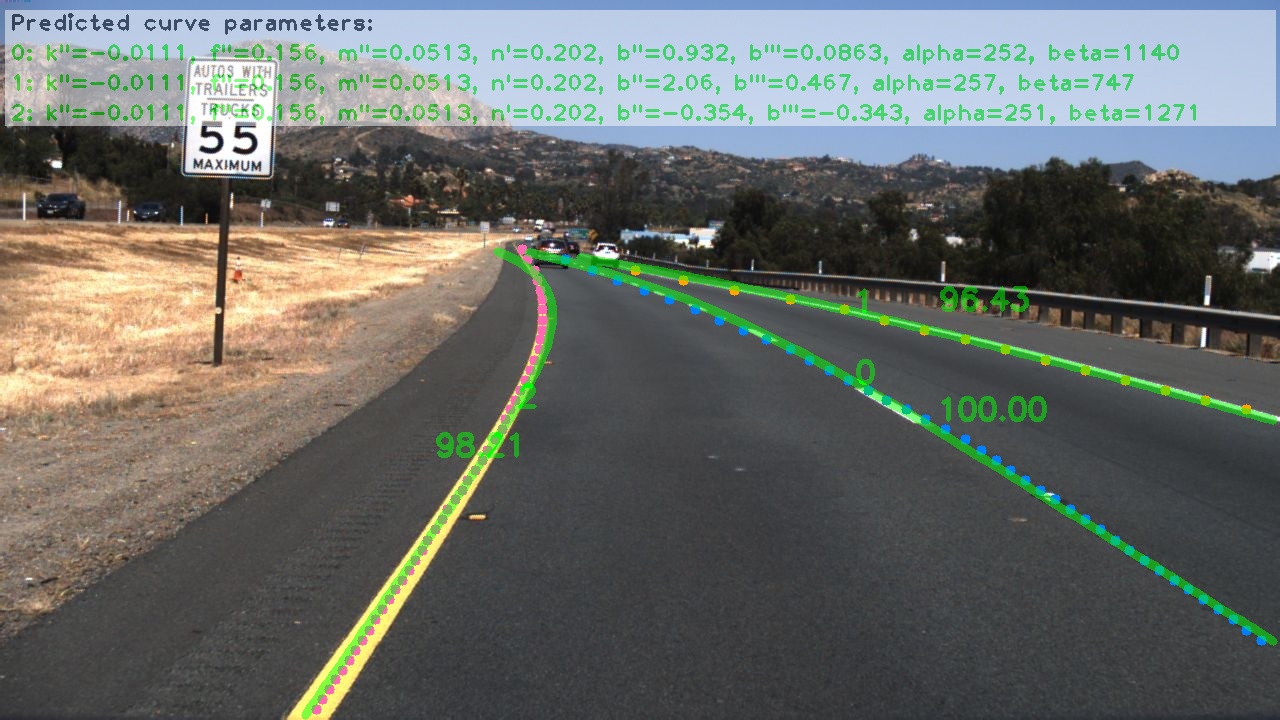 Predicted curve parameters:
0: k''=-0.0111, f''=0.156, m''=0.0513, n'=0.202, b''=0.932, b'''=0.0863, alpha=252, beta=1140
1: k''=-0.0111, f''=0.156, m''=0.0513, n'=0.202, b''=2.06, b'''=0.467, alpha=257, beta=747
2: k''=-0.0111, f''=0.156, m''=0.0513, n'=0.202, b''=-0.354, b'''=-0.343, alpha=251, beta=1271
AUTOS WITH
TRAILERS
TRUCKS
55
MAXIMUM
1 96.43
0
100.00
2
98.21